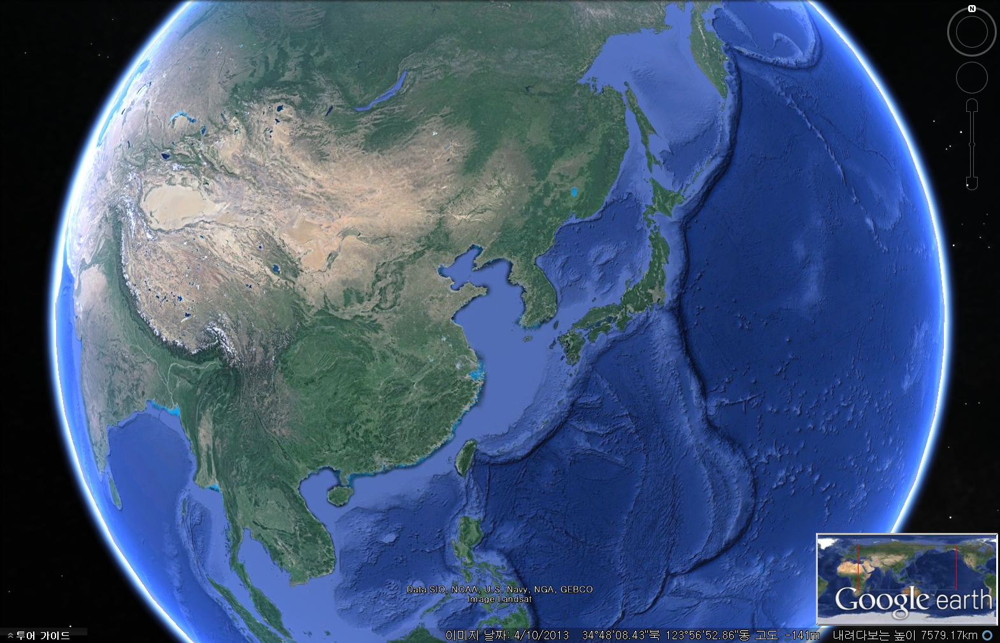 N
Data SIO, NOAA, U.S. Navy, NGA, GEBCO
Image Landsat
Google earth
투어 가이드
이미지 날짜: 4/10/2013 34°48'08.43"북 123°56'52.86"동 고도 -141m 내려다보는 높이 7579.17km